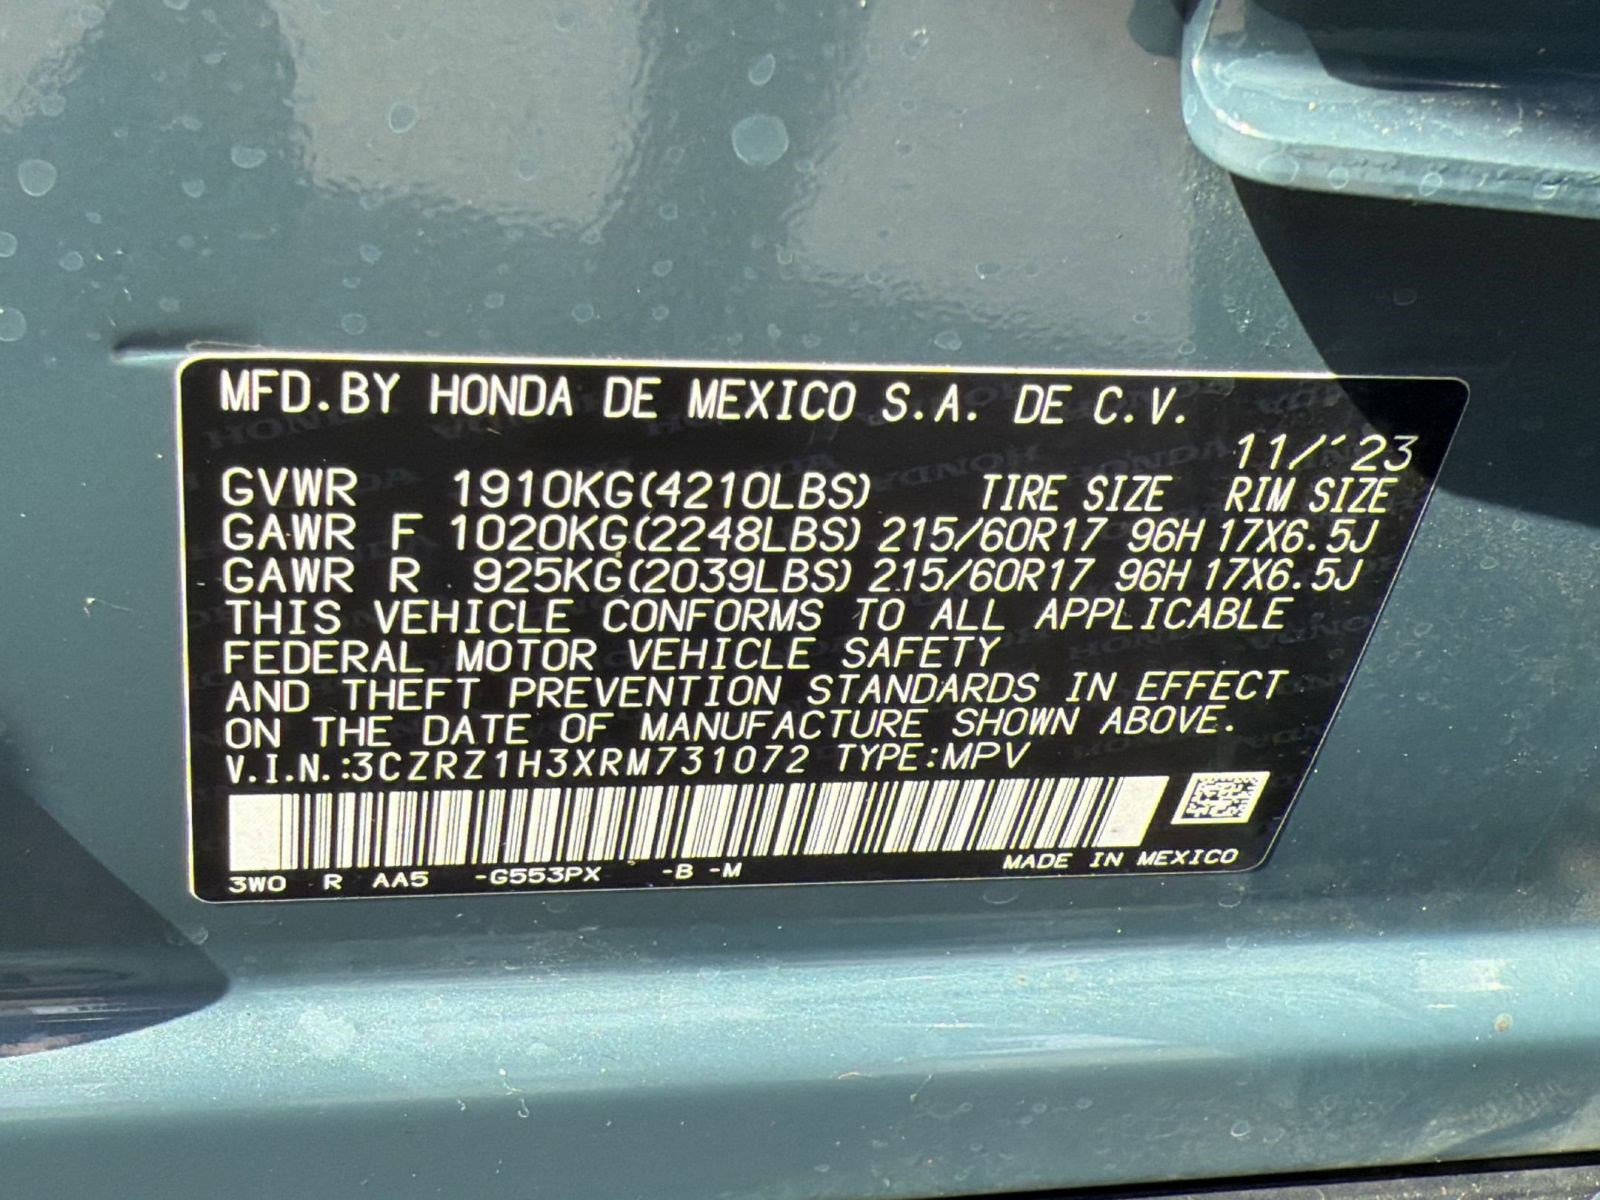 MFD.BY HONDA DE MEXICO S.A. DE C.V.
11/'23
GVWR 1910KG(4210LBS) TIRE SIZE RIM SIZE
GAWR F 1020KG(2248LBS) 215/60R17 96H 17X6.5J
GAWR R 925KG(2039LBS) 215/60R17 96H 17X6.5J
THIS VEHICLE CONFORMS TO ALL APPLICABLE
FEDERAL MOTOR VEHICLE SAFETY
AND THEFT PREVENTION STANDARDS IN EFFECT
ON THE DATE OF MANUFACTURE SHOWN ABOVE.
V.I.N.:3CZRZ1H3XRM731072 TYPE:MPV
3W0 R AA5 -G553PX -B -M MADE IN MEXICO